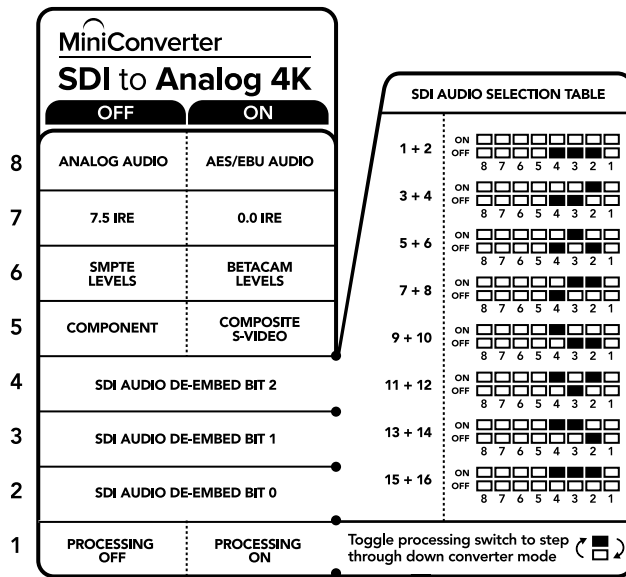 MiniConverter
SDI to Analog 4K
OFF ON
8 ANALOG AUDIO AES/EBU AUDIO
7 7.5 IRE 0.0 IRE
6 SMPTE LEVELS BETACAM LEVELS
5 COMPONENT COMPOSITE S-VIDEO
4 SDI AUDIO DE-EMBED BIT 2
3 SDI AUDIO DE-EMBED BIT 1
2 SDI AUDIO DE-EMBED BIT 0
1 PROCESSING OFF PROCESSING ON
SDI AUDIO SELECTION TABLE
1 + 2 ON OFF
8 7 6 5 4 3 2 1
3 + 4 ON OFF
8 7 6 5 4 3 2 1
5 + 6 ON OFF
8 7 6 5 4 3 2 1
7 + 8 ON OFF
8 7 6 5 4 3 2 1
9 + 10 ON OFF
8 7 6 5 4 3 2 1
11 + 12 ON OFF
8 7 6 5 4 3 2 1
13 + 14 ON OFF
8 7 6 5 4 3 2 1
15 + 16 ON OFF
8 7 6 5 4 3 2 1
Toggle processing switch to step
through down converter mode